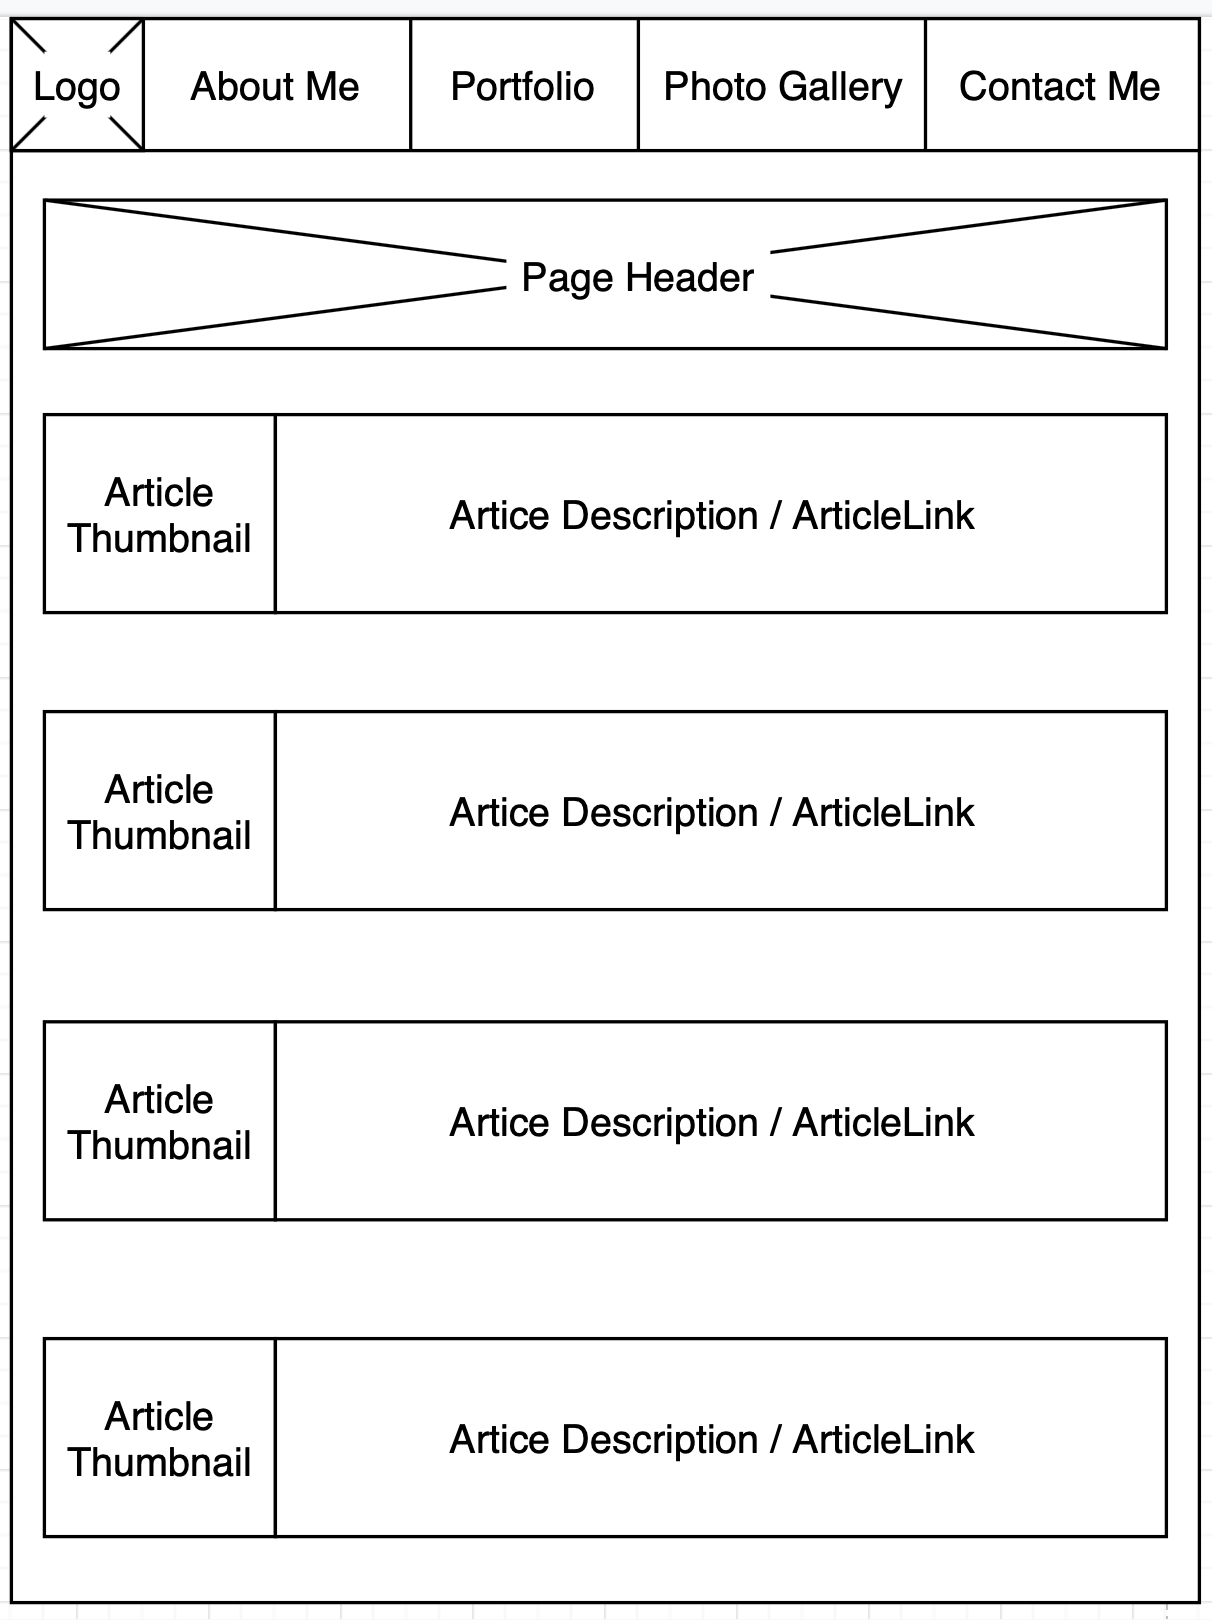 Logo
About Me
Portfolio
Photo Gallery
Contact Me
Page Header
Article
Thumbnail
Artice Description / ArticleLink
Article
Thumbnail
Artice Description / ArticleLink
Article
Thumbnail
Artice Description / ArticleLink
Article
Thumbnail
Artice Description / ArticleLink